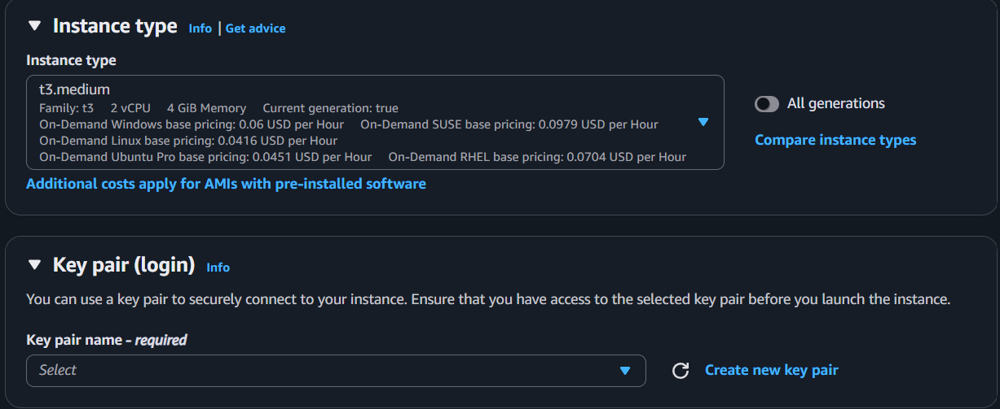 Instance type Info | Get advice
Instance type
t3.medium
Family: t3 2 vCPU 4 GiB Memory Current generation: true
On-Demand Windows base pricing: 0.06 USD per Hour On-Demand SUSE base pricing: 0.0979 USD per Hour
On-Demand Linux base pricing: 0.0416 USD per Hour
On-Demand Ubuntu Pro base pricing: 0.0451 USD per Hour On-Demand RHEL base pricing: 0.0704 USD per Hour
All generations
Compare instance types
Additional costs apply for AMIs with pre-installed software
Key pair (login) Info
You can use a key pair to securely connect to your instance. Ensure that you have access to the selected key pair before you launch the instance.
Key pair name - required
Select
Create new key pair